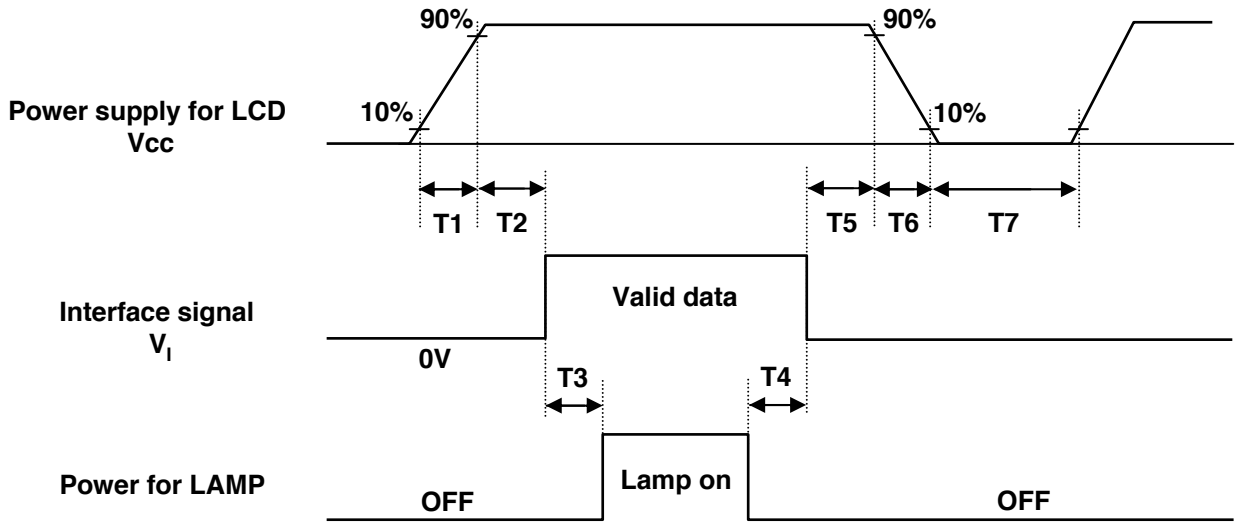 90%
90%
Power supply for LCD
Vcc
10%
10%
T1
T2
T5
T6
T7
Interface signal
V_I
Valid data
0V
T3
T4
Power for LAMP
OFF
Lamp on
OFF